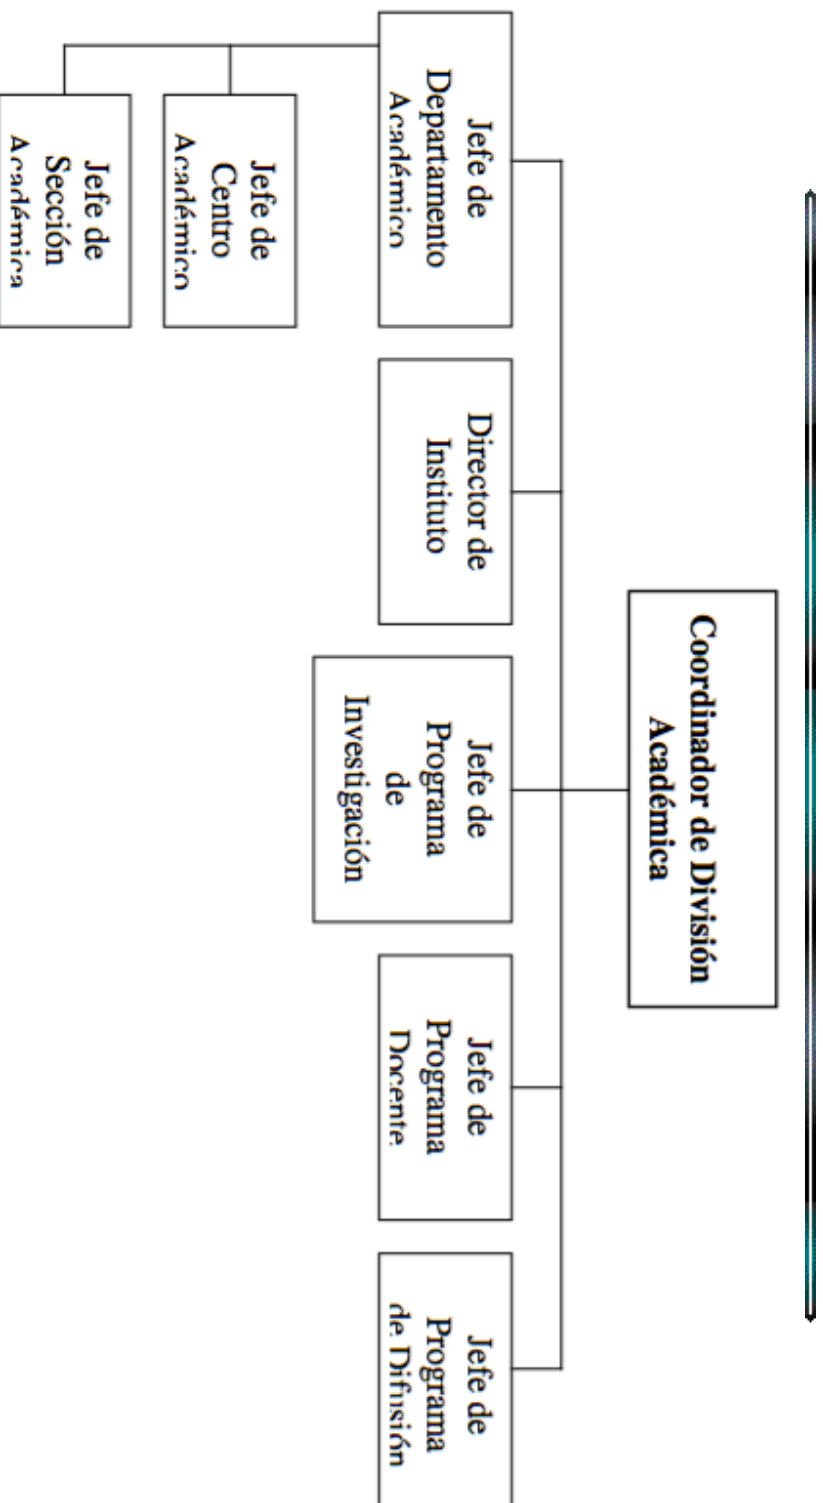 Coordinador de División
Académica
Jefe de
Departamento
Académico
Director de
Instituto
Jefe de
Programa
de
Investigación
Jefe de
Programa
Docente
Jefe de
Programa
de Difusión
Jefe de
Centro
Académico
Jefe de
Sección
Académica